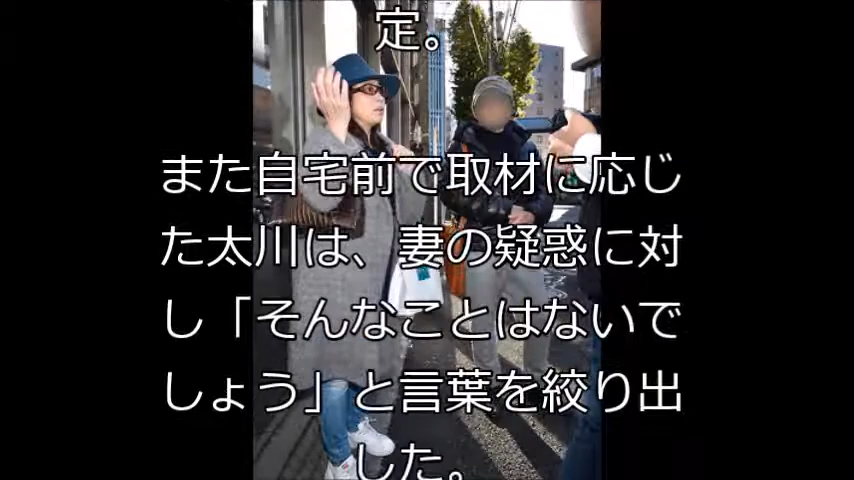 定。
また自宅前で取材に応じ
た太川は、妻の疑惑に対
し「そんなことはないで
しょう」と言葉を絞り出
した。